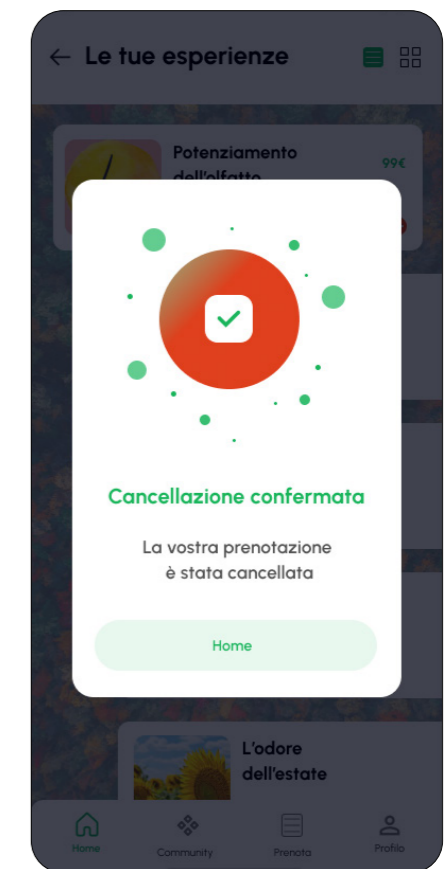 Le tue esperienze
Potenziamento
dell'olfatto
99€
Cancellazione confermata
La vostra prenotazione
è stata cancellata
Home
L'odore
dell'estate
Home
Community
Prenota
Profilo